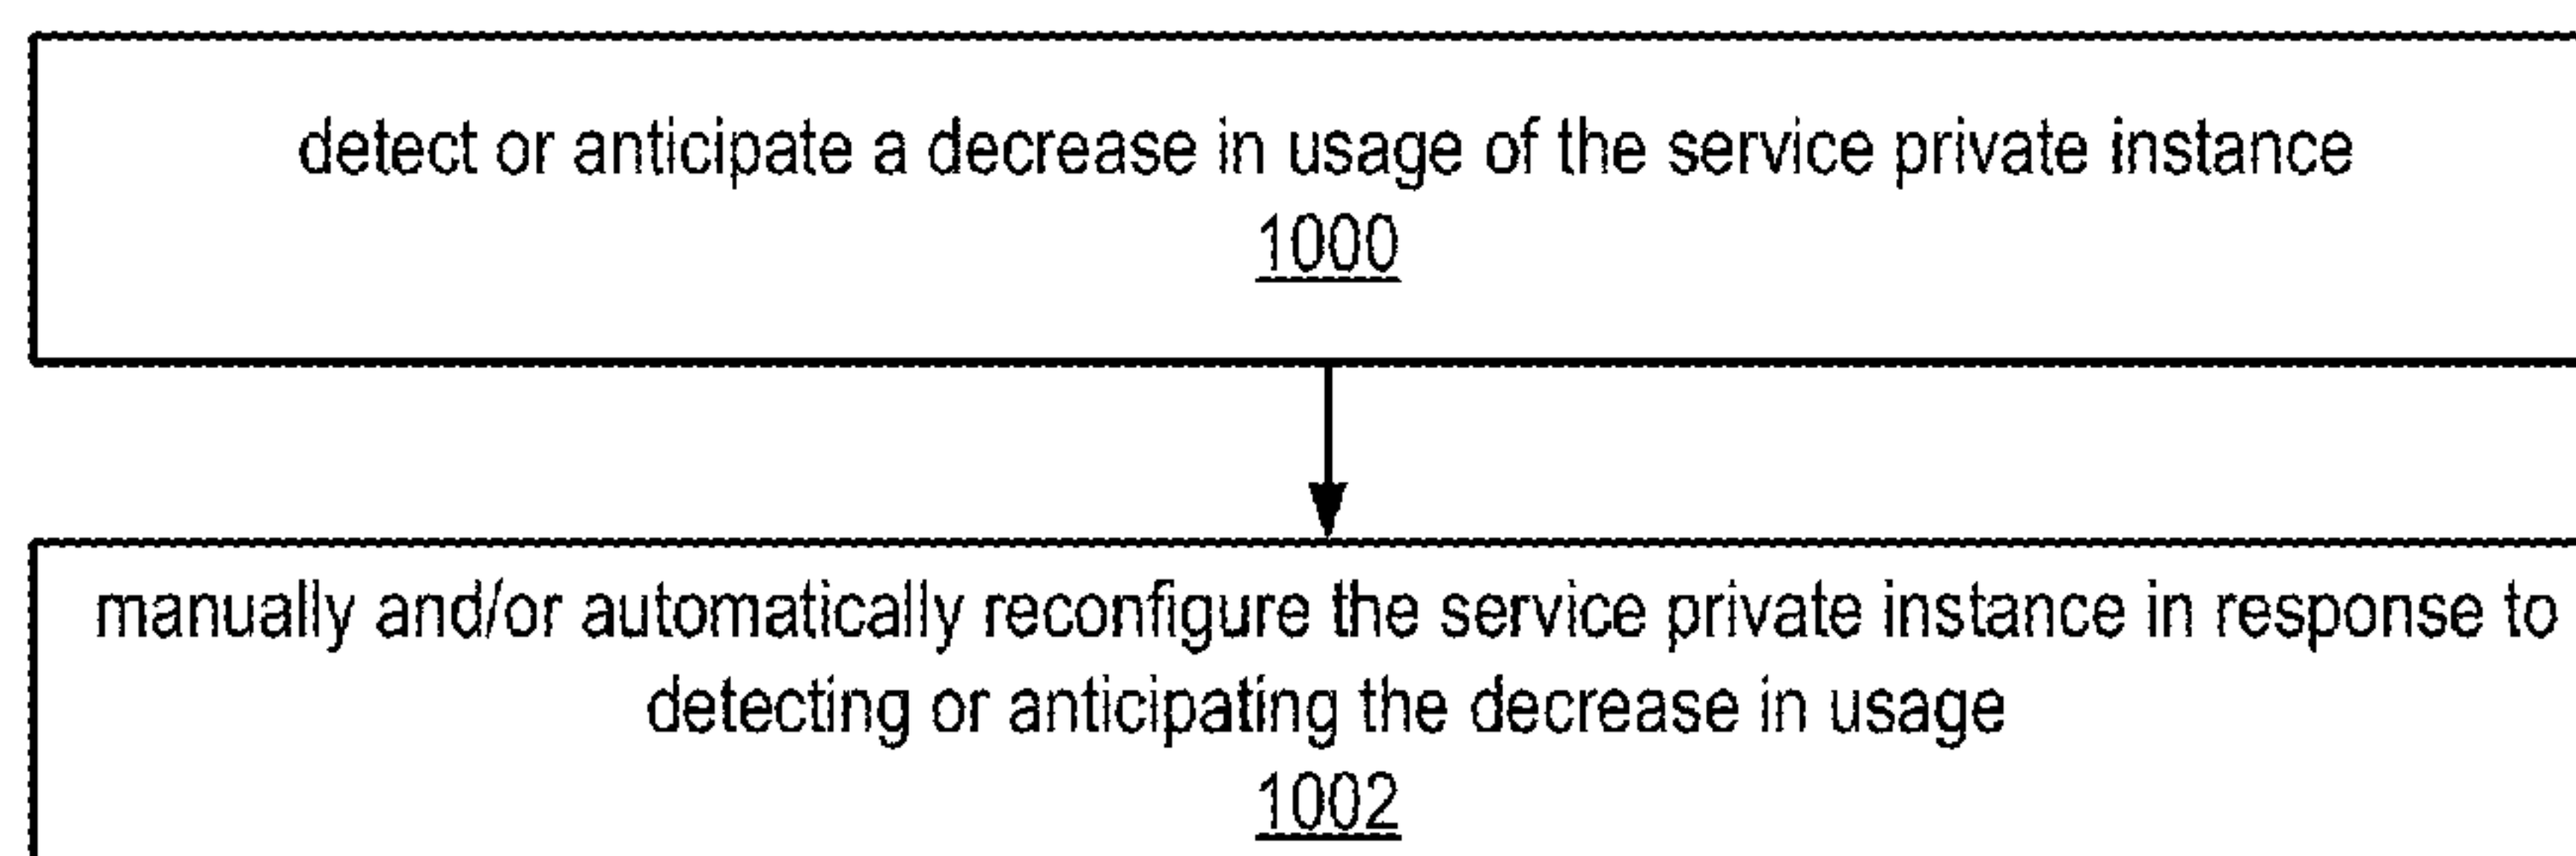 detect or anticipate a decrease in usage of the service private instance
1000
manually and/or automatically reconfigure the service private instance in response to
detecting or anticipating the decrease in usage
1002